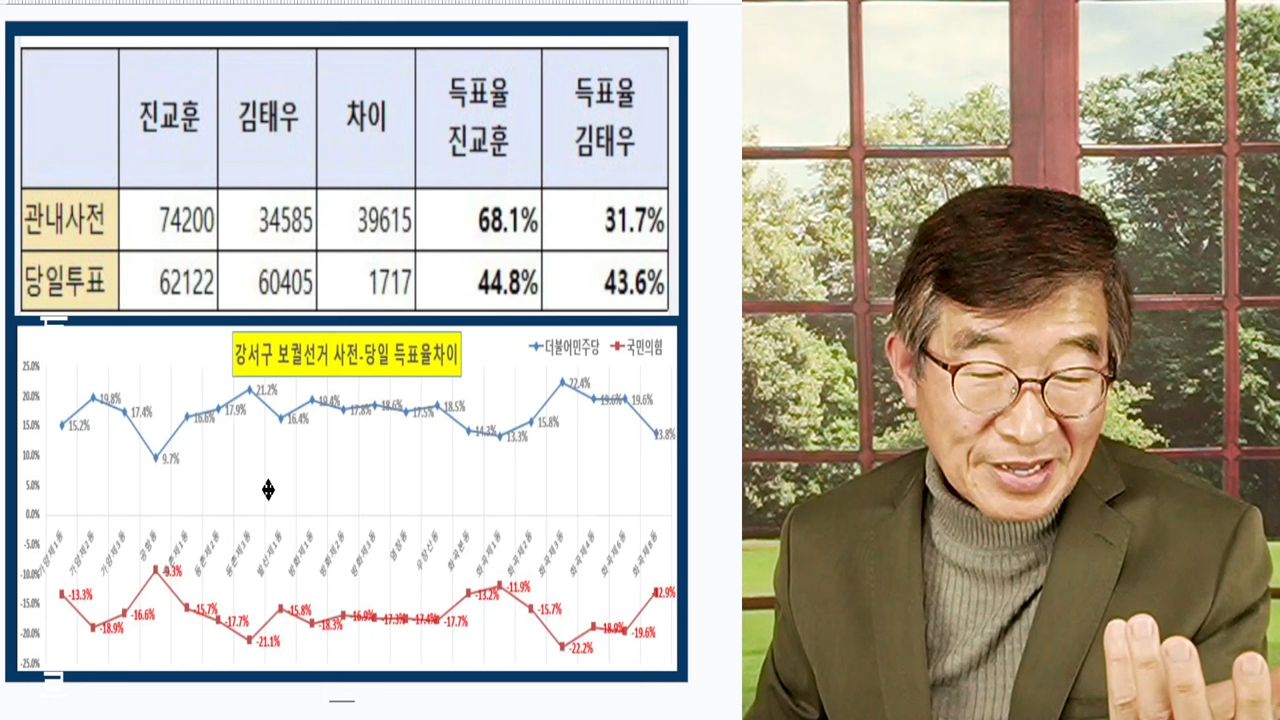 진교훈 김태우 차이 득표율 진교훈 득표율 김태우
관내사전 74200 34585 39615 68.1% 31.7%
당일투표 62122 60405 1717 44.8% 43.6%
강서구 보궐선거 사전-당일 득표율차이
더불어민주당 국민의힘
25.0%
20.0%
15.0%
10.0%
5.0%
0.0%
-5.0%
-10.0%
-15.0%
-20.0%
-25.0%
15.2% 19.8% 17.4% 9.7% 16.6% 17.9% 21.2% 16.4% 19.4% 17.8% 18.6% 17.5% 18.5% 14.2% 13.3% 15.8% 22.4% 19.6% 19.6% 13.8%
-13.3% -18.9% -16.6% -9.3% -15.7% -17.7% -21.1% -15.8% -18.3% -16.9% -17.3% -17.4% -17.7% -13.2% -11.9% -15.7% -22.2% -18.9% -19.6% 12.9%